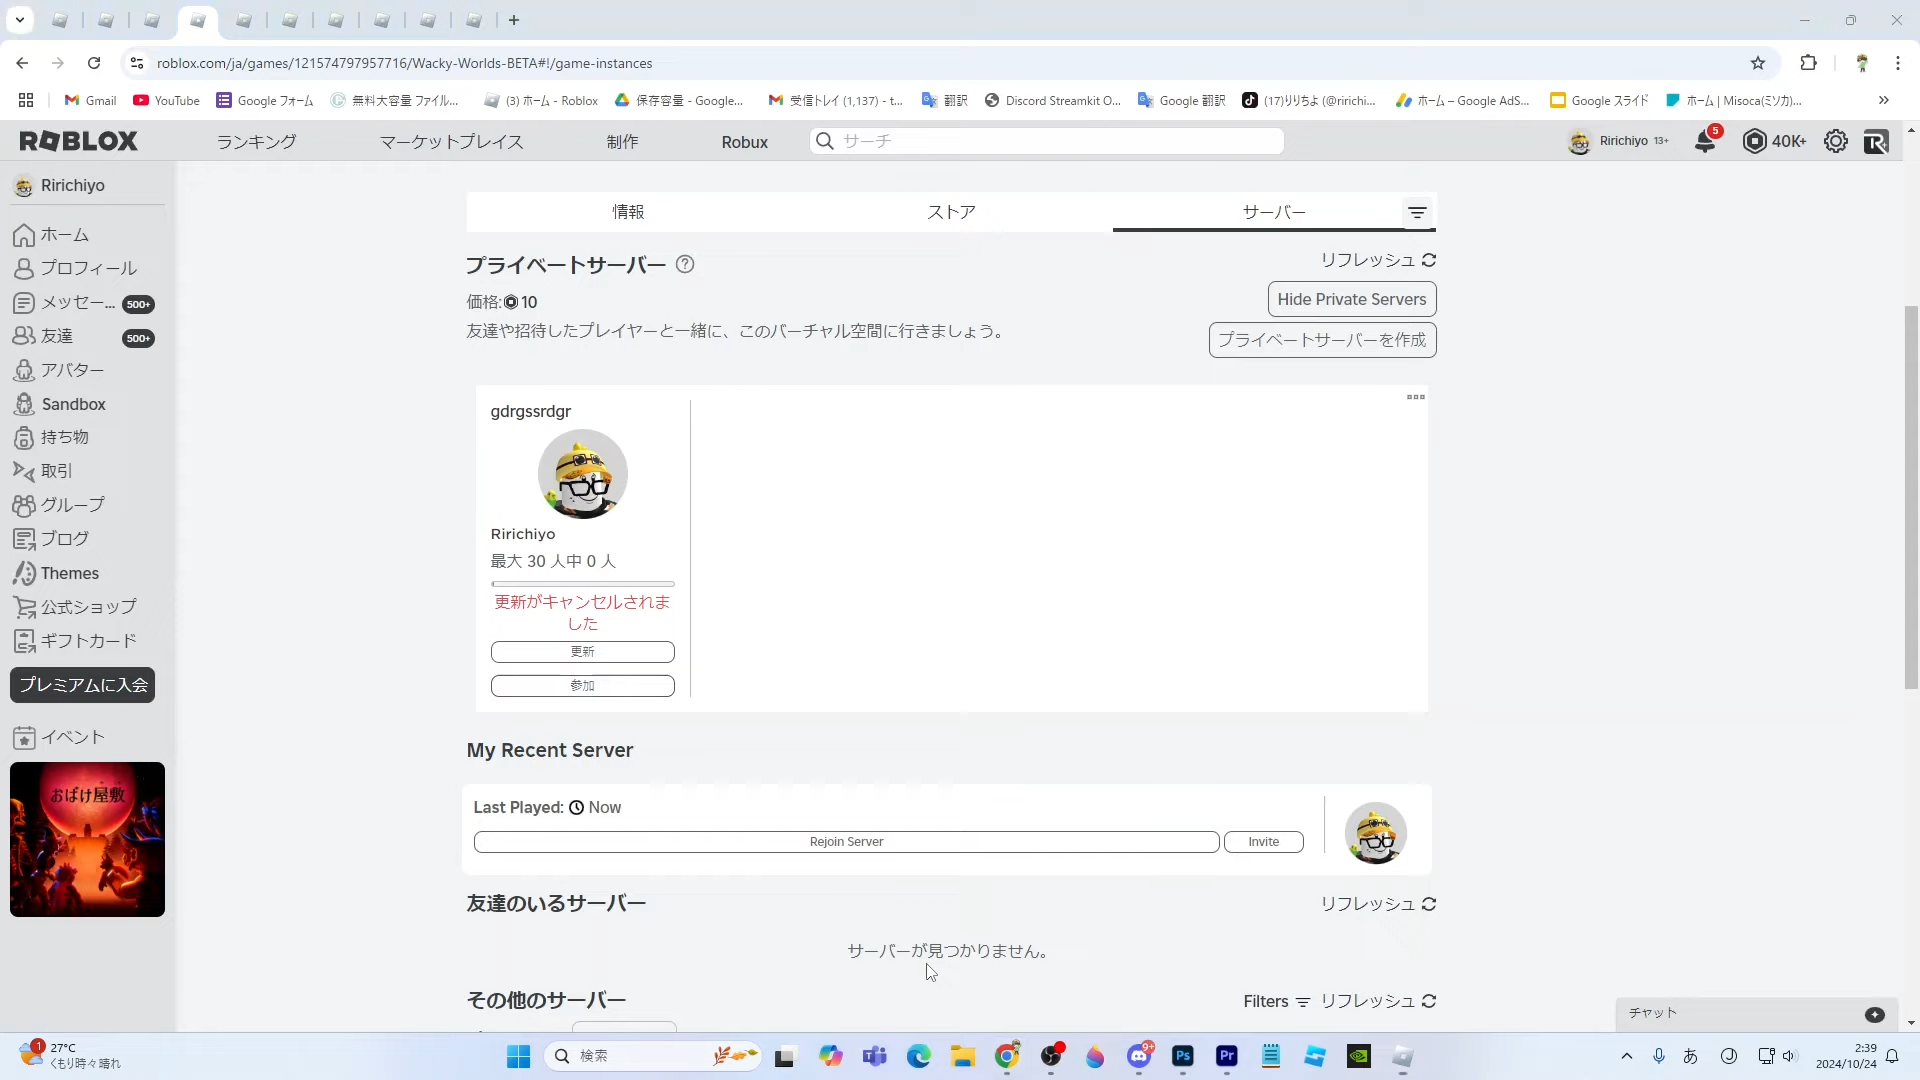 roblox.com/ja/games/121574797957716/Wacky-Worlds-BETA#!/game-instances
Gmail
YouTube
Google フォーム
無料大容量 ファイル...
(3) ホーム - Roblox
保存容量 - Google...
受信トレイ (1,137) - t...
翻訳
Discord Streamkit O...
Google 翻訳
(17)りりちよ (@ririchi...
ホーム – Google AdS...
Google スライド
ホーム | Misoca(ミソカ)...
ROBLOX
ランキング
マーケットプレイス
制作
Robux
サーチ
Ririchiyo 13+
5
40K+
Ririchiyo
ホーム
プロフィール
メッセー... 500+
友達 500+
アバター
Sandbox
持ち物
取引
グループ
ブログ
Themes
公式ショップ
ギフトカード
プレミアムに入会
イベント
おばけ屋敷
情報
ストア
サーバー
プライベートサーバー
リフレッシュ
価格: 10
Hide Private Servers
友達や招待したプレイヤーと一緒に、このバーチャル空間に行きましょう。
プライベートサーバーを作成
gdrgssrdgr
Ririchiyo
最大 30 人中 0 人
更新がキャンセルされま
した
更新
参加
My Recent Server
Last Played: Now
Rejoin Server
Invite
友達のいるサーバー
リフレッシュ
サーバーが見つかりません。
その他のサーバー
Filters
リフレッシュ
チャット
1
27°C
くもり時々晴れ
検索
9+
Ps
Pr
あ
2:39
2024/10/24